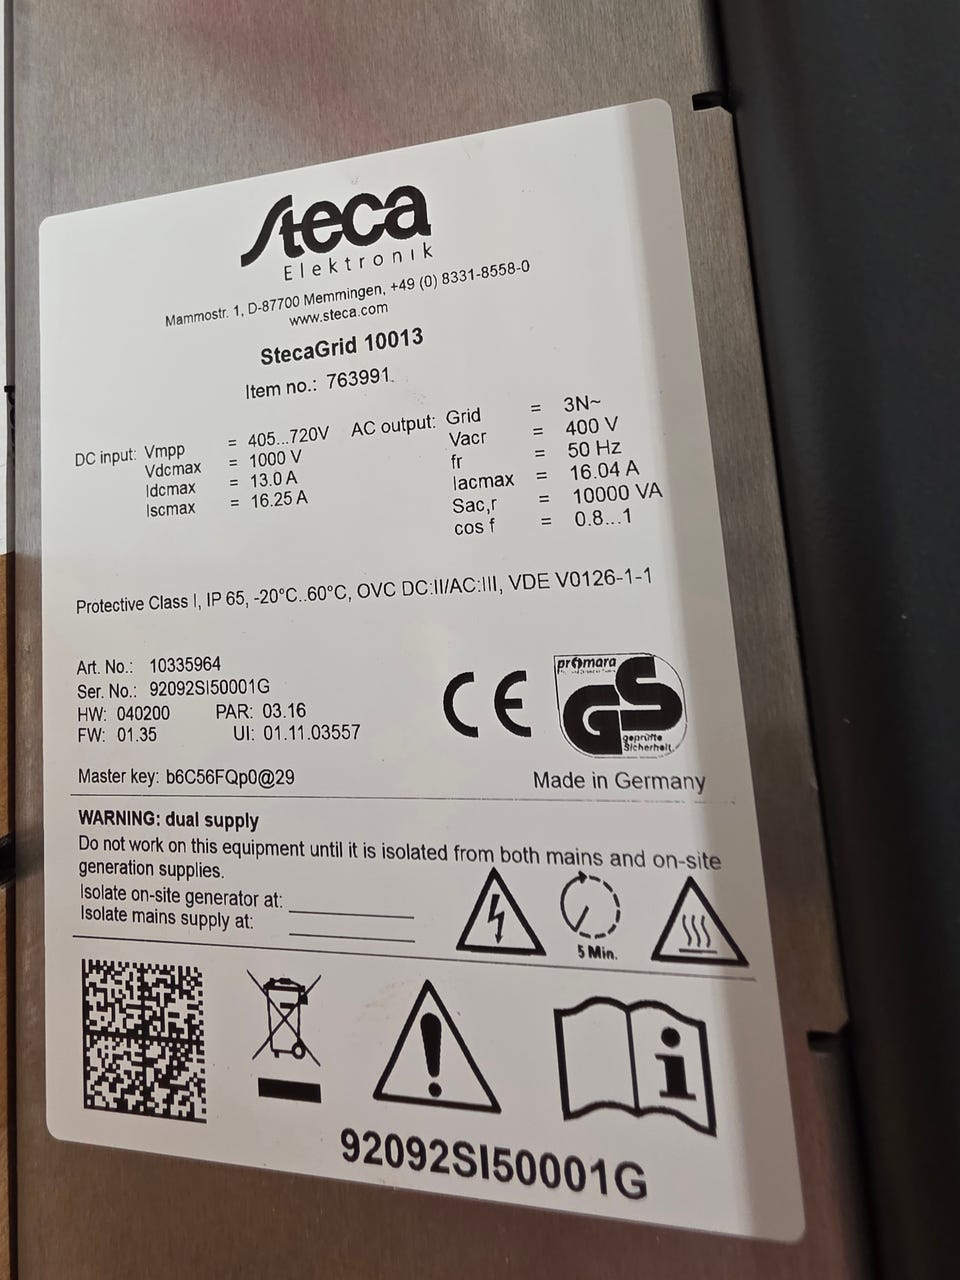 Steca
Elektronik
Mammostr. 1, D-87700 Memmingen, +49 (0) 8331-8558-0
www.steca.com
StecaGrid 10013
Item no.: 763991
DC input: Vmpp = 405...720V
Vdcmax = 1000 V
Idcmax = 13.0 A
Iscmax = 16.25 A
AC output: Grid = 3N~
Vacr = 400 V
fr = 50 Hz
Iacmax = 16.04 A
Sac,r = 10000 VA
cos f = 0.8...1
Protective Class I, IP 65, -20°C..60°C, OVC DC:II/AC:III, VDE V0126-1-1
Art. No.: 10335964
Ser. No.: 92092SI50001G
HW: 040200 PAR: 03.16
FW: 01.35 UI: 01.11.03557
Master key: b6C56FQp0@29
CE
promara
GS
geprüfte
Sicherheit
Made in Germany
WARNING: dual supply
Do not work on this equipment until it is isolated from both mains and on-site
generation supplies.
Isolate on-site generator at:
Isolate mains supply at:
5 Min.
i
92092SI50001G